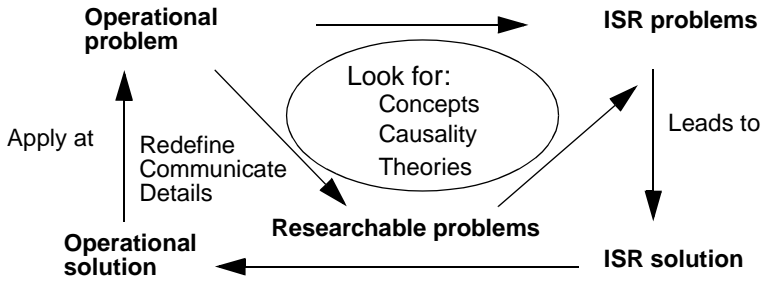 Operational
problem
ISR problems
Look for:
Concepts
Causality
Theories
Apply at
Redefine
Communicate
Details
Leads to
Researchable problems
Operational
solution
ISR solution